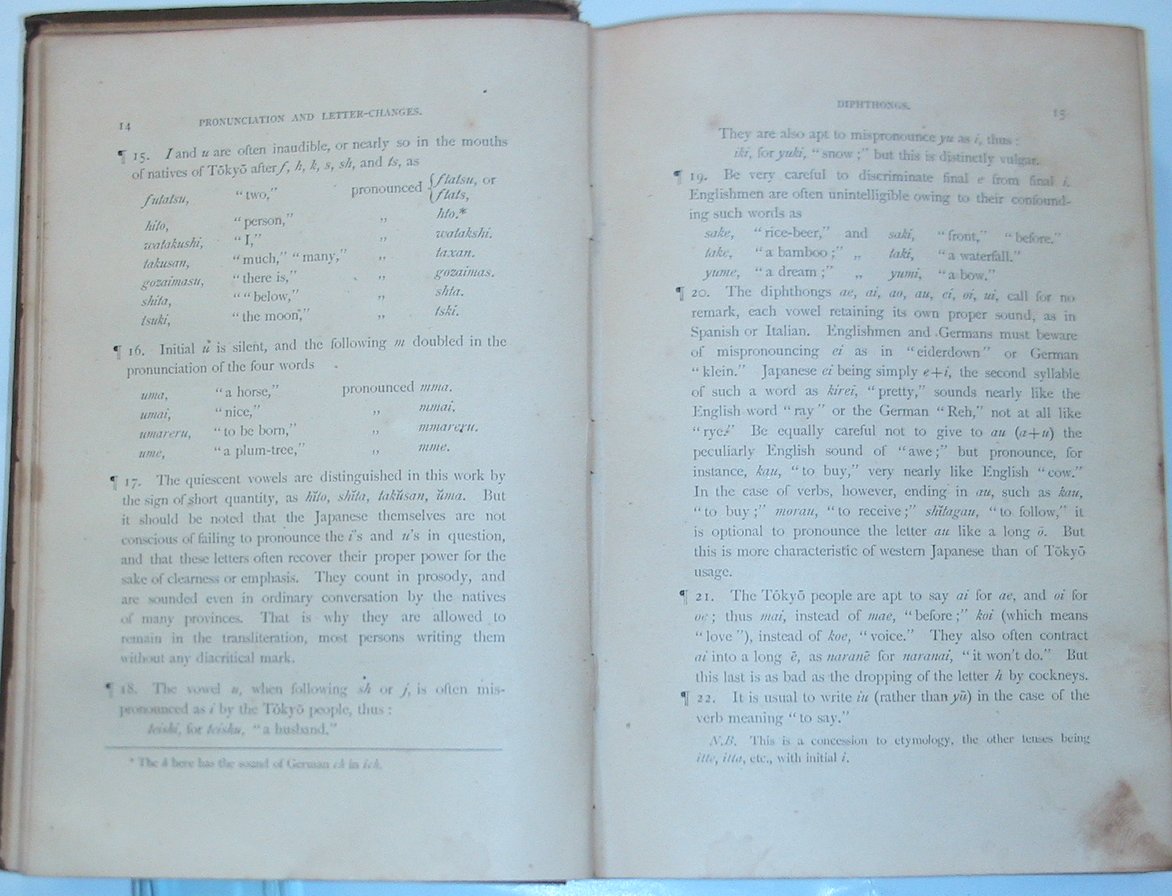 14 PRONUNCIATION AND LETTER-CHANGES.
¶ 15. I and u are often inaudible, or nearly so in the mouths
of natives of Tōkyō after f, h, k, s, sh, and ts, as
futatsu, “two,” pronounced { ftatsu, or
ftats,
hito, “person,” „ hto.*
watakushi, “I,” „ watakshi.
takusan, “much,” “many,” „ taxan.
gozaimasu, “there is,” „ gozaimas.
shita, ““below,” „ shta.
tsuki, “the moon,” „ tski.
¶ 16. Initial u is silent, and the following m doubled in the
pronunciation of the four words
uma, “a horse,” pronounced mma.
umai, “nice,” „ mmai.
umareru, “to be born,” „ mmareru.
ume, “a plum-tree,” „ mme.
¶ 17. The quiescent vowels are distinguished in this work by
the sign of short quantity, as hĭto, shĭta, takŭsan, ŭma. But
it should be noted that the Japanese themselves are not
conscious of failing to pronounce the i's and u's in question,
and that these letters often recover their proper power for the
sake of clearness or emphasis. They count in prosody, and
are sounded even in ordinary conversation by the natives
of many provinces. That is why they are allowed to
remain in the transliteration, most persons writing them
without any diacritical mark.
¶ 18. The vowel u, when following sh or j, is often mis-
pronounced as i by the Tōkyō people, thus :
teishi, for teishu, “a husband.”
* The h here has the sound of German ch in ich.
DIPHTHONGS. 15
They are also apt to mispronounce yu as i, thus :
iki, for yuki, “snow ;” but this is distinctly vulgar.
¶ 19. Be very careful to discriminate final e from final i.
Englishmen are often unintelligible owing to their confound-
ing such words as
sake, “rice-beer,” and saki, “front,” “before.”
take, “a bamboo ;” „ taki, “a waterfall.”
yume, “a dream ;” „ yumi, “a bow.”
¶ 20. The diphthongs ae, ai, ao, au, ei, oi, ui, call for no
remark, each vowel retaining its own proper sound, as in
Spanish or Italian. Englishmen and Germans must beware
of mispronouncing ei as in “eiderdown” or German
“klein.” Japanese ei being simply e+i, the second syllable
of such a word as kirei, “pretty,” sounds nearly like the
English word “ray” or the German “Reh,” not at all like
“rye.” Be equally careful not to give to au (a+u) the
peculiarly English sound of “awe ;” but pronounce, for
instance, kau, “to buy,” very nearly like English “cow.”
In the case of verbs, however, ending in au, such as kau,
“to buy ;” morau, “to receive ;” shĭtagau, “to follow,” it
is optional to pronounce the letter au like a long ō. But
this is more characteristic of western Japanese than of Tōkyō
usage.
¶ 21. The Tōkyō people are apt to say ai for ae, and oi for
oe ; thus mai, instead of mae, “before ;” koi (which means
“love”), instead of koe, “voice.” They also often contract
ai into a long ē, as naranē for naranai, “it won't do.” But
this last is as bad as the dropping of the letter h by cockneys.
¶ 22. It is usual to write iu (rather than yū) in the case of the
verb meaning “to say.”
N.B. This is a concession to etymology, the other tenses being
itte, itta, etc., with initial i.